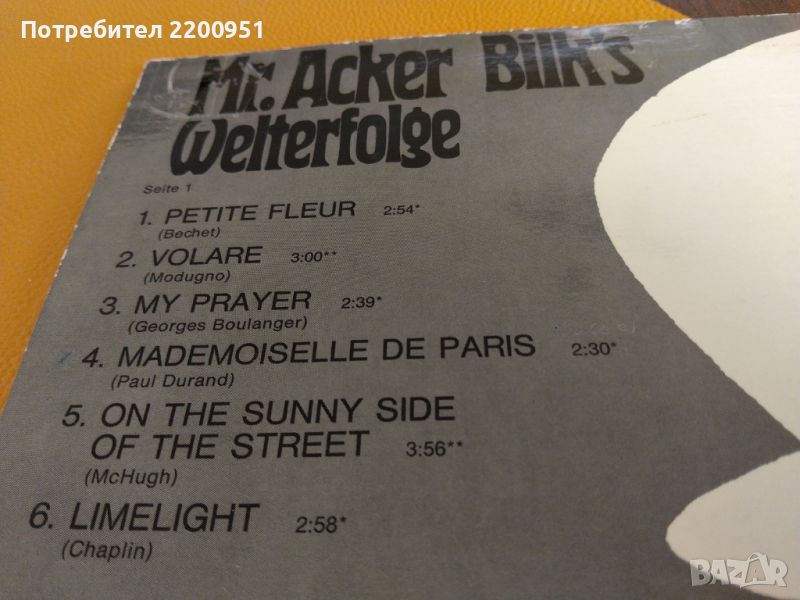 Потребител 2200951
Mr. Acker Bilk's
Welterfolge
Seite 1
1. PETITE FLEUR 2:54*
(Bechet)
2. VOLARE 3:00**
(Modugno)
3. MY PRAYER 2:39*
(Georges Boulanger)
4. MADEMOISELLE DE PARIS 2:30*
(Paul Durand)
5. ON THE SUNNY SIDE
OF THE STREET 3:56**
(McHugh)
6. LIMELIGHT 2:58*
(Chaplin)
BAZAR